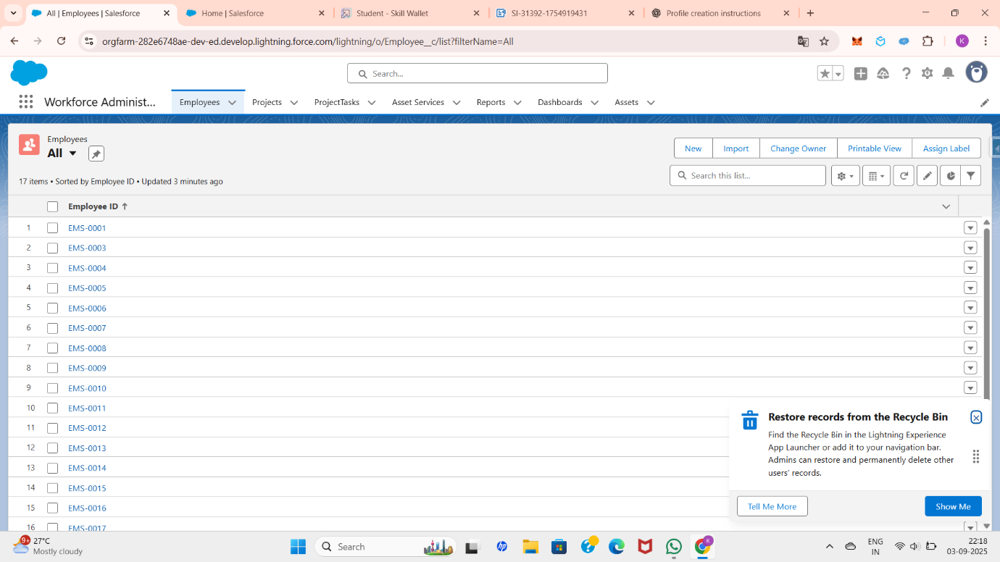 All | Employees | Salesforce
Home | Salesforce
Student - Skill Wallet
SI-31392-1754919431
Profile creation instructions
orgfarm-282e6748ae-dev-ed.develop.lightning.force.com/lightning/o/Employee__c/list?filterName=All
K
Search...
Workforce Administ...
Employees
Projects
ProjectTasks
Asset Services
Reports
Dashboards
Assets
Employees
All
New
Import
Change Owner
Printable View
Assign Label
17 items • Sorted by Employee ID • Updated 3 minutes ago
Search this list...
Employee ID
1 EMS-0001
2 EMS-0003
3 EMS-0004
4 EMS-0005
5 EMS-0006
6 EMS-0007
7 EMS-0008
8 EMS-0009
9 EMS-0010
10 EMS-0011
11 EMS-0012
12 EMS-0013
13 EMS-0014
14 EMS-0015
15 EMS-0016
16 EMS-0017
Restore records from the Recycle Bin
Find the Recycle Bin in the Lightning Experience
App Launcher or add it to your navigation bar.
Admins can restore and permanently delete other
users' records.
Tell Me More
Show Me
9+
27°C
Mostly cloudy
Search
hp
K
ENG
IN
22:18
03-09-2025